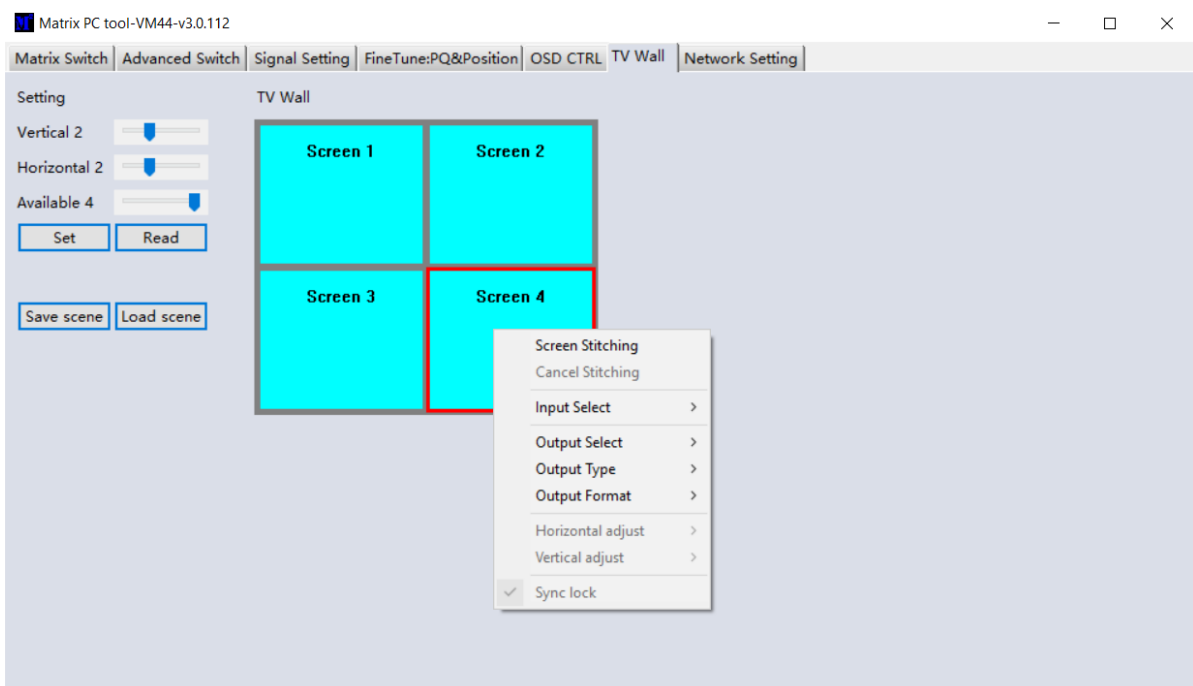 Matrix PC tool-VM44-v3.0.112
Matrix Switch Advanced Switch Signal Setting FineTune:PQ&Position OSD CTRL TV Wall Network Setting
Setting TV Wall
Vertical 2
Horizontal 2
Available 4
Set Read
Save scene Load scene
Screen 1 Screen 2
Screen 3 Screen 4
Screen Stitching
Cancel Stitching
Input Select
Output Select
Output Type
Output Format
Horizontal adjust
Vertical adjust
Sync lock